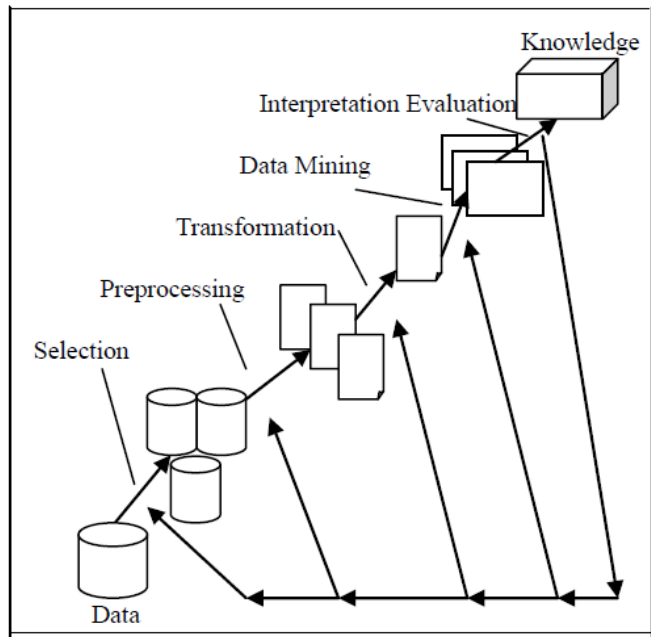 Knowledge
Interpretation Evaluation
Data Mining
Transformation
Preprocessing
Selection
Data